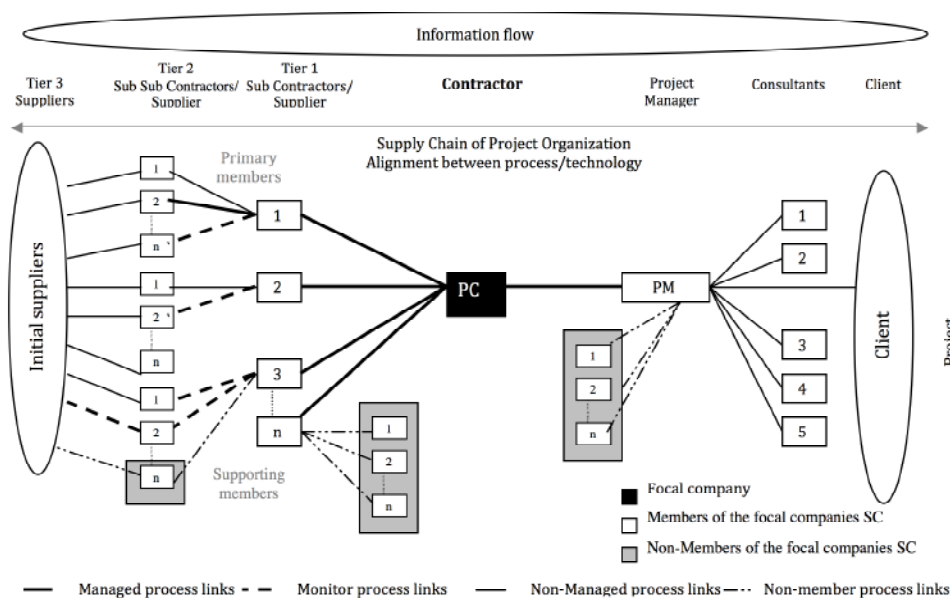 Information flow
Tier 3
Suppliers
Tier 2
Sub Sub Contractors/
Supplier
Tier 1
Sub Contractors/
Supplier
Contractor
Project
Manager
Consultants
Client
Supply Chain of Project Organization
Alignment between process/technology
Primary
members
Initial suppliers
1
2
n
1
2
n
1
2
n
1
2
3
n
Supporting
members
1
2
n
PC
PM
1
2
n
1
2
3
4
5
Client
Project
Focal company
Members of the focal companies SC
Non-Members of the focal companies SC
Managed process links
Monitor process links
Non-Managed process links
Non-member process links